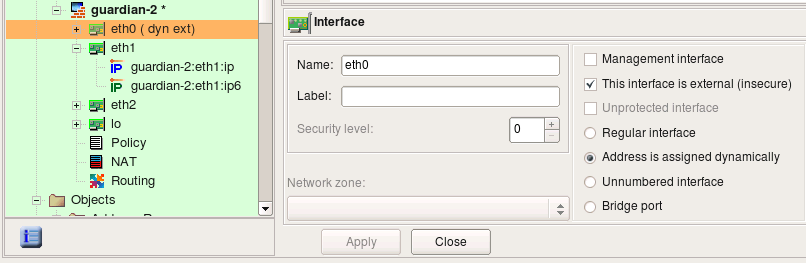 guardian-2 *
eth0 ( dyn ext)
eth1
IP guardian-2:eth1:ip
IP guardian-2:eth1:ip6
eth2
lo
Policy
NAT
Routing
Objects
Interface
Name: eth0
Label:
Security level: 0
Network zone:
Management interface
This interface is external (insecure)
Unprotected interface
Regular interface
Address is assigned dynamically
Unnumbered interface
Bridge port
Apply
Close